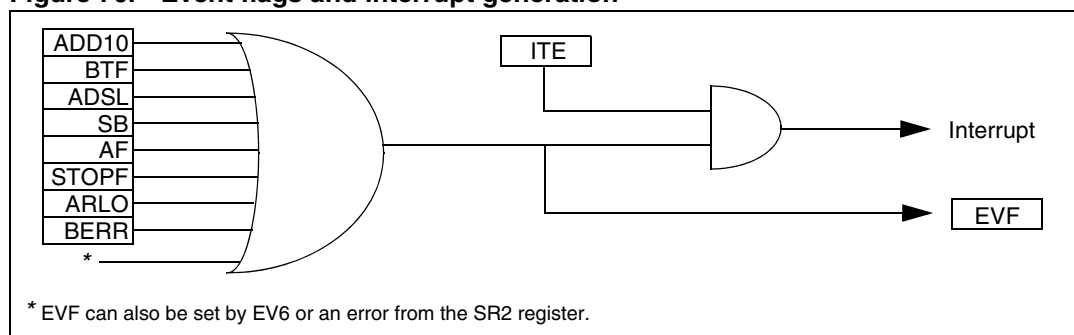 Figure Event flags and interrupt generation
ADD10
BTF
ADSL
SB
AF
STOPF
ARLO
BERR
*
ITE
Interrupt
EVF
* EVF can also be set by EV6 or an error from the SR2 register.